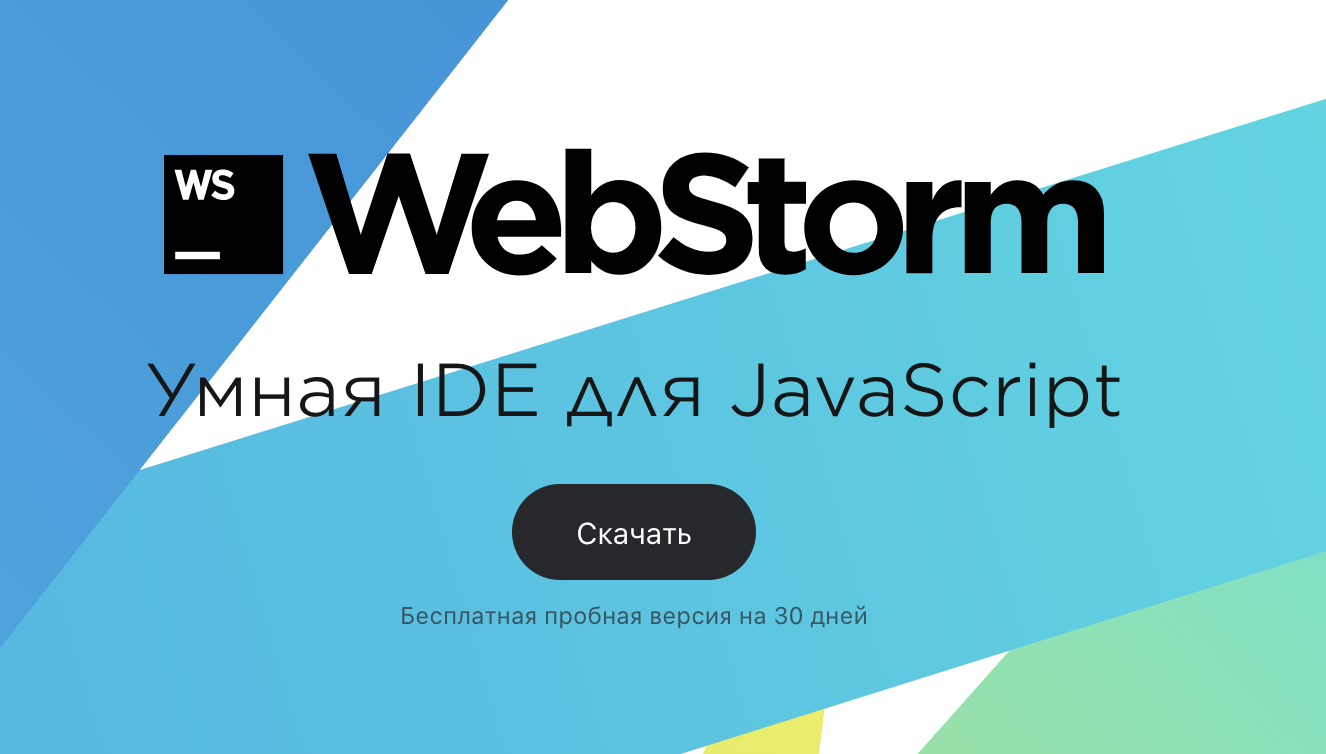 WS
WebStorm
Умная IDE для JavaScript
Скачать
Бесплатная пробная версия на 30 дней